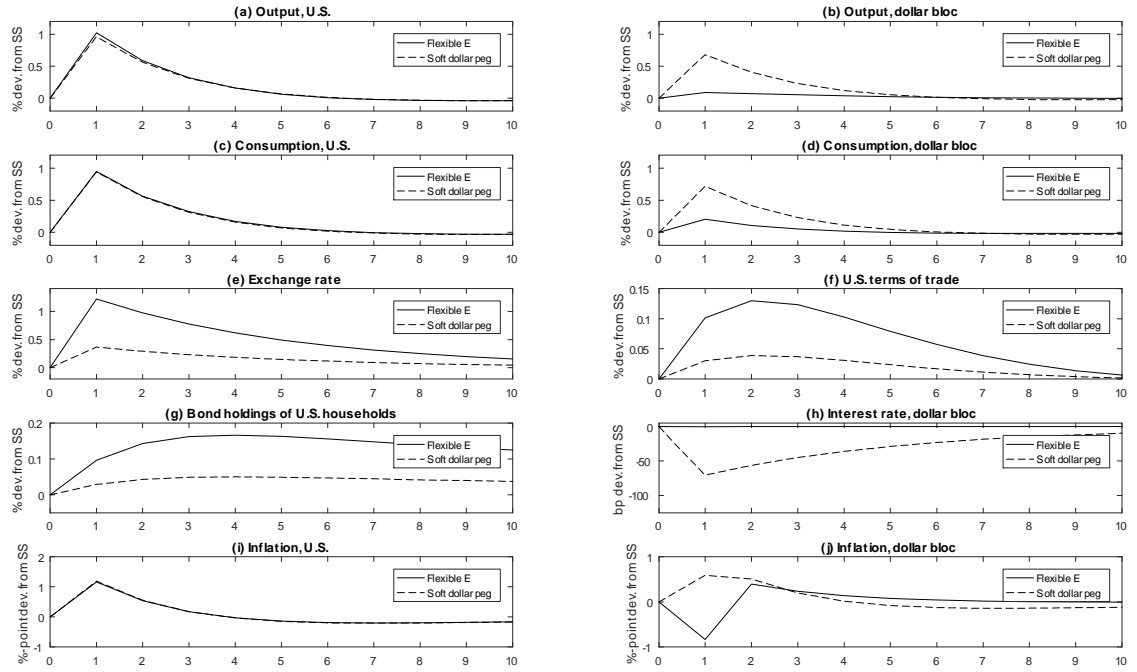 (a) Output, U.S.
% dev. from SS
1
0.5
0
Flexible E
Soft dollar peg
0 1 2 3 4 5 6 7 8 9 10
(b) Output, dollar bloc
% dev. from SS
1
0.5
0
Flexible E
Soft dollar peg
0 1 2 3 4 5 6 7 8 9 10
(c) Consumption, U.S.
% dev. from SS
1
0.5
0
Flexible E
Soft dollar peg
0 1 2 3 4 5 6 7 8 9 10
(d) Consumption, dollar bloc
% dev. from SS
1
0.5
0
Flexible E
Soft dollar peg
0 1 2 3 4 5 6 7 8 9 10
(e) Exchange rate
% dev. from SS
1
0.5
0
Flexible E
Soft dollar peg
0 1 2 3 4 5 6 7 8 9 10
(f) U.S. terms of trade
% dev. from SS
0.15
0.1
0.05
0
Flexible E
Soft dollar peg
0 1 2 3 4 5 6 7 8 9 10
(g) Bond holdings of U.S. households
% dev. from SS
0.2
0.1
0
Flexible E
Soft dollar peg
0 1 2 3 4 5 6 7 8 9 10
(h) Interest rate, dollar bloc
bp dev. from SS
0
-50
-100
Flexible E
Soft dollar peg
0 1 2 3 4 5 6 7 8 9 10
(i) Inflation, U.S.
%-point dev. from SS
2
1
0
-1
Flexible E
Soft dollar peg
0 1 2 3 4 5 6 7 8 9 10
(j) Inflation, dollar bloc
%-point dev. from SS
1
0
-1
Flexible E
Soft dollar peg
0 1 2 3 4 5 6 7 8 9 10